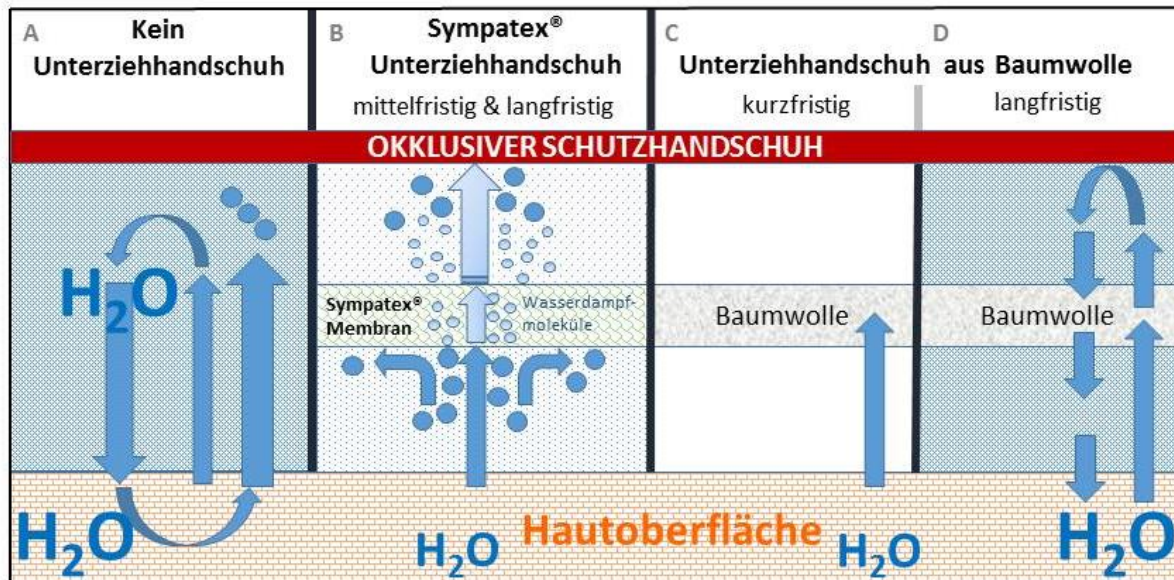 A
Kein
Unterziehhandschuh
B
Sympatex®
Unterziehhandschuh
mittelfristig & langfristig
C
D
Unterziehhandschuh aus Baumwolle
kurzfristig
langfristig
OKKLUSIVER SCHUTZHANDSCHUH
H₂O
Sympatex®
Membran
Wasserdampf-
moleküle
Baumwolle
Baumwolle
H₂O
H₂O
Hautoberfläche
H₂O
H₂O